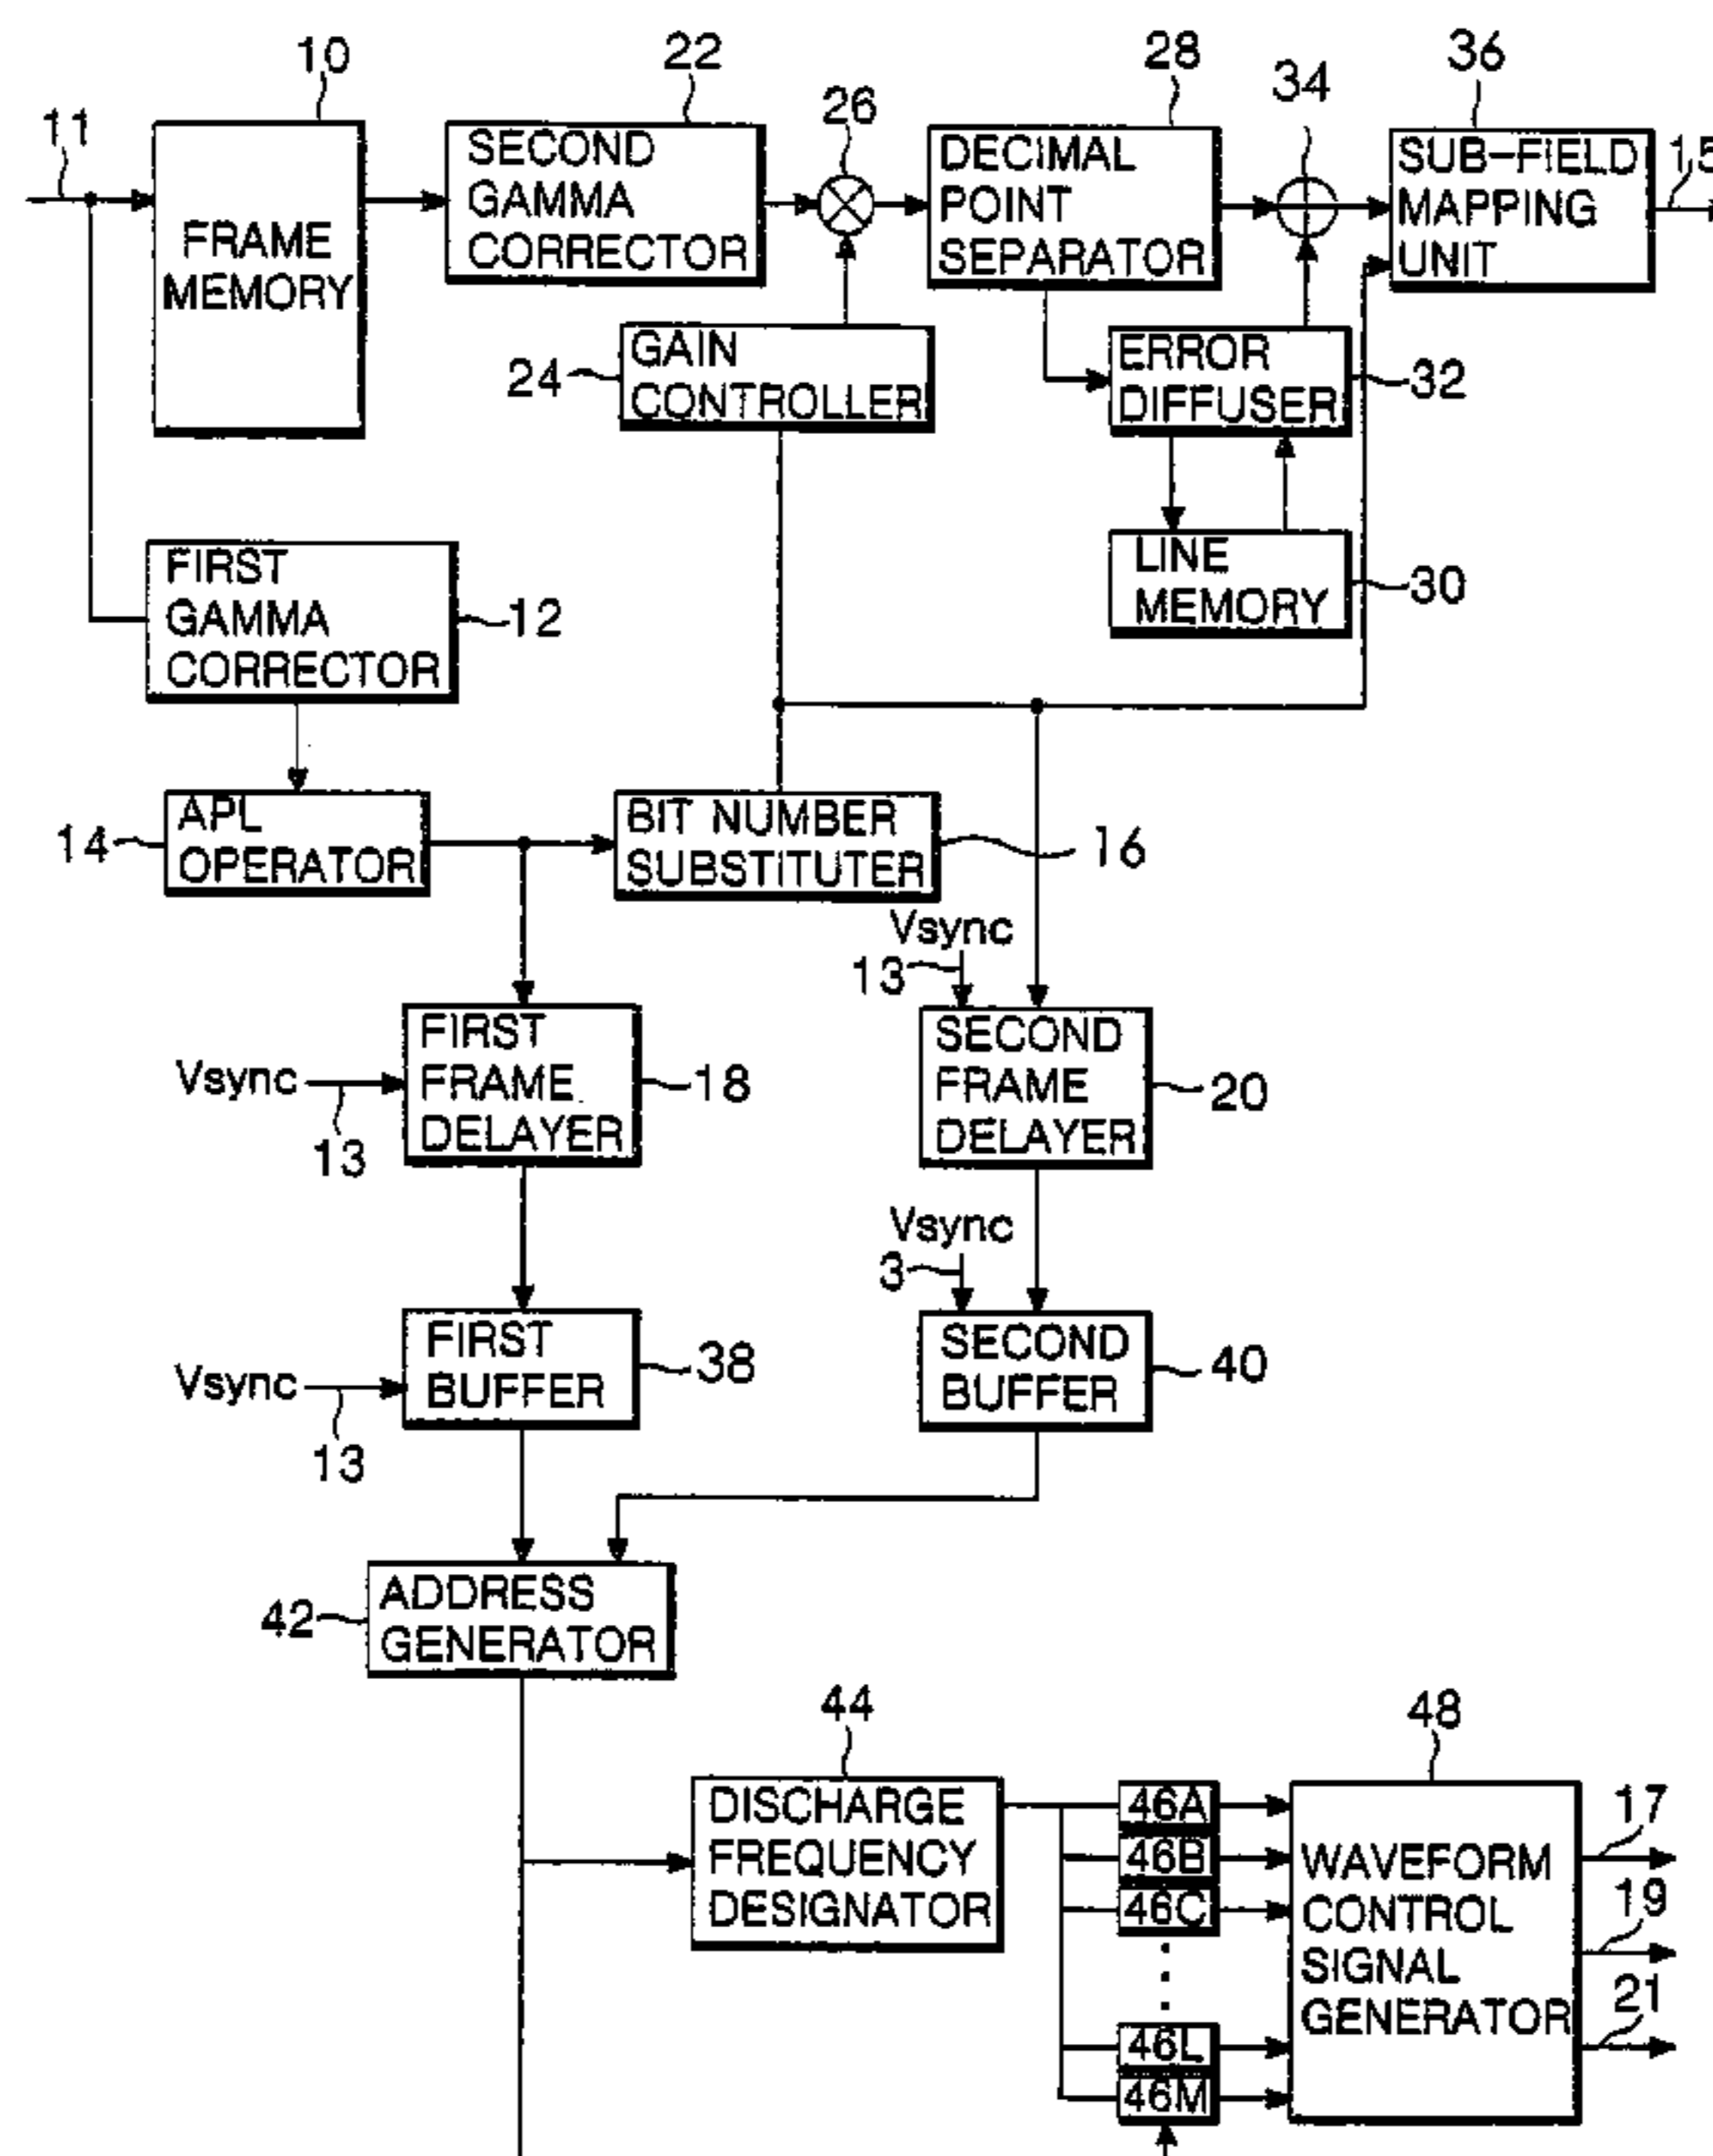 10
22
26
28
34
36
11
FRAME
MEMORY
SECOND
GAMMA
CORRECTOR
DECIMAL
POINT
SEPARATOR
SUB-FIELD
MAPPING
UNIT
15
24
GAIN
CONTROLLER
ERROR
DIFFUSER
32
LINE
MEMORY
30
FIRST
GAMMA
CORRECTOR
12
14
APL
OPERATOR
BIT NUMBER
SUBSTITUTER
16
Vsync
13
FIRST
FRAME
DELAYER
18
Vsync
13
SECOND
FRAME
DELAYER
20
Vsync
3
FIRST
BUFFER
38
Vsync
13
SECOND
BUFFER
40
42
ADDRESS
GENERATOR
44
48
DISCHARGE
FREQUENCY
DESIGNATOR
46A
46B
46C
46L
46M
WAVEFORM
CONTROL
SIGNAL
GENERATOR
17
19
21